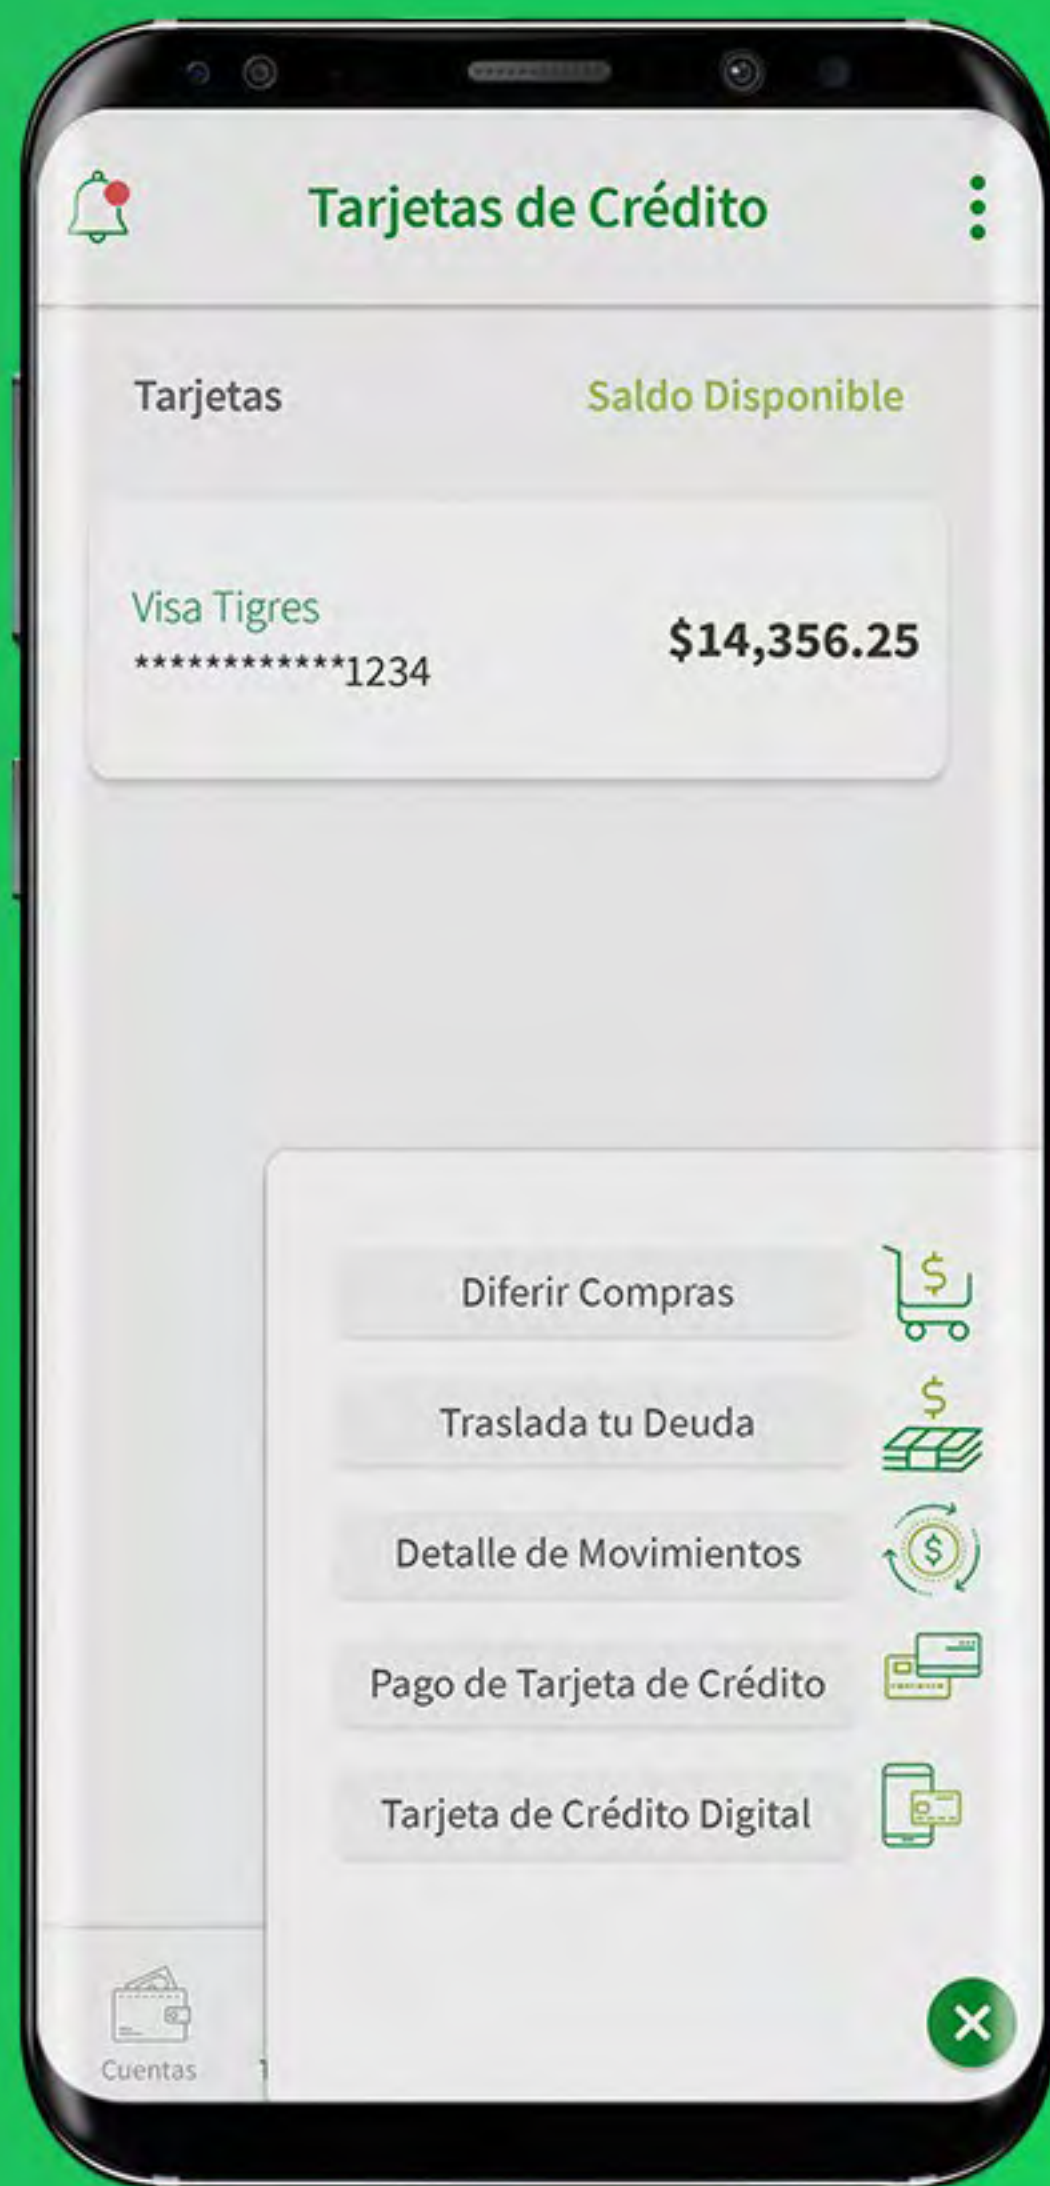 Tarjetas de Crédito
Tarjetas Saldo Disponible
Visa Tigres
************1234 $14,356.25
Diferir Compras
Traslada tu Deuda
Detalle de Movimientos
Pago de Tarjeta de Crédito
Tarjeta de Crédito Digital
Cuentas